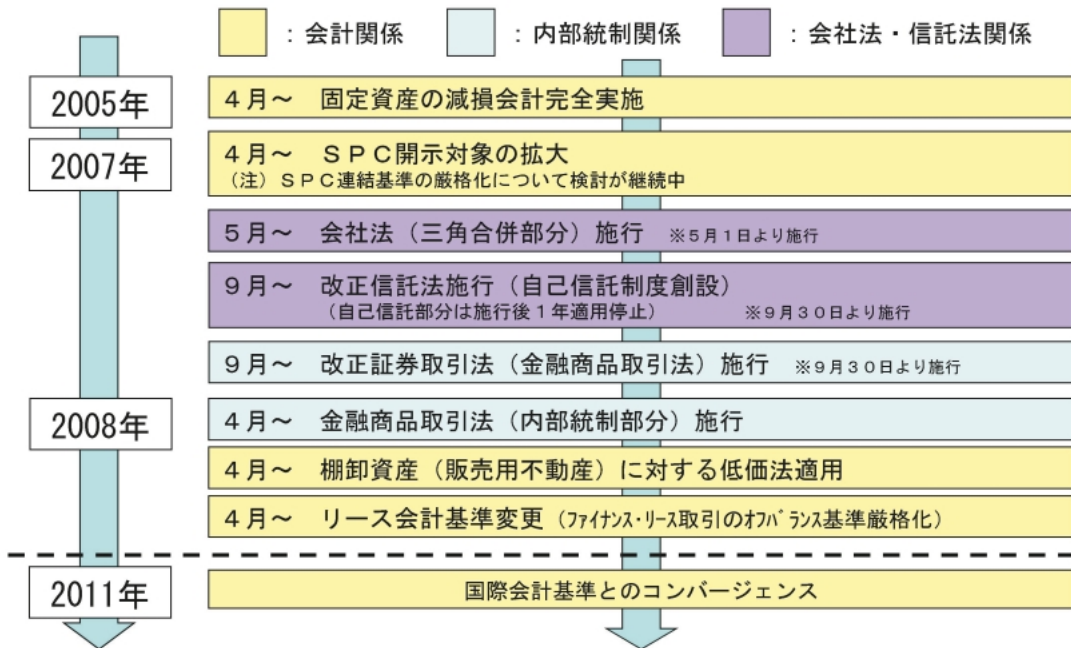 ：会計関係　：内部統制関係　：会社法・信託法関係
2005年
４月～　固定資産の減損会計完全実施
2007年
４月～　ＳＰＣ開示対象の拡大
（注）ＳＰＣ連結基準の厳格化について検討が継続中
５月～　会社法（三角合併部分）施行　※５月１日より施行
９月～　改正信託法施行（自己信託制度創設）
（自己信託部分は施行後１年適用停止）　※９月３０日より施行
９月～　改正証券取引法（金融商品取引法）施行　※９月３０日より施行
2008年
４月～　金融商品取引法（内部統制部分）施行
４月～　棚卸資産（販売用不動産）に対する低価法適用
４月～　リース会計基準変更（ﾌｧｲﾅﾝｽ･ﾘｰｽ取引のｵﾌﾊﾞﾗﾝｽ基準厳格化）
2011年
国際会計基準とのコンバージェンス